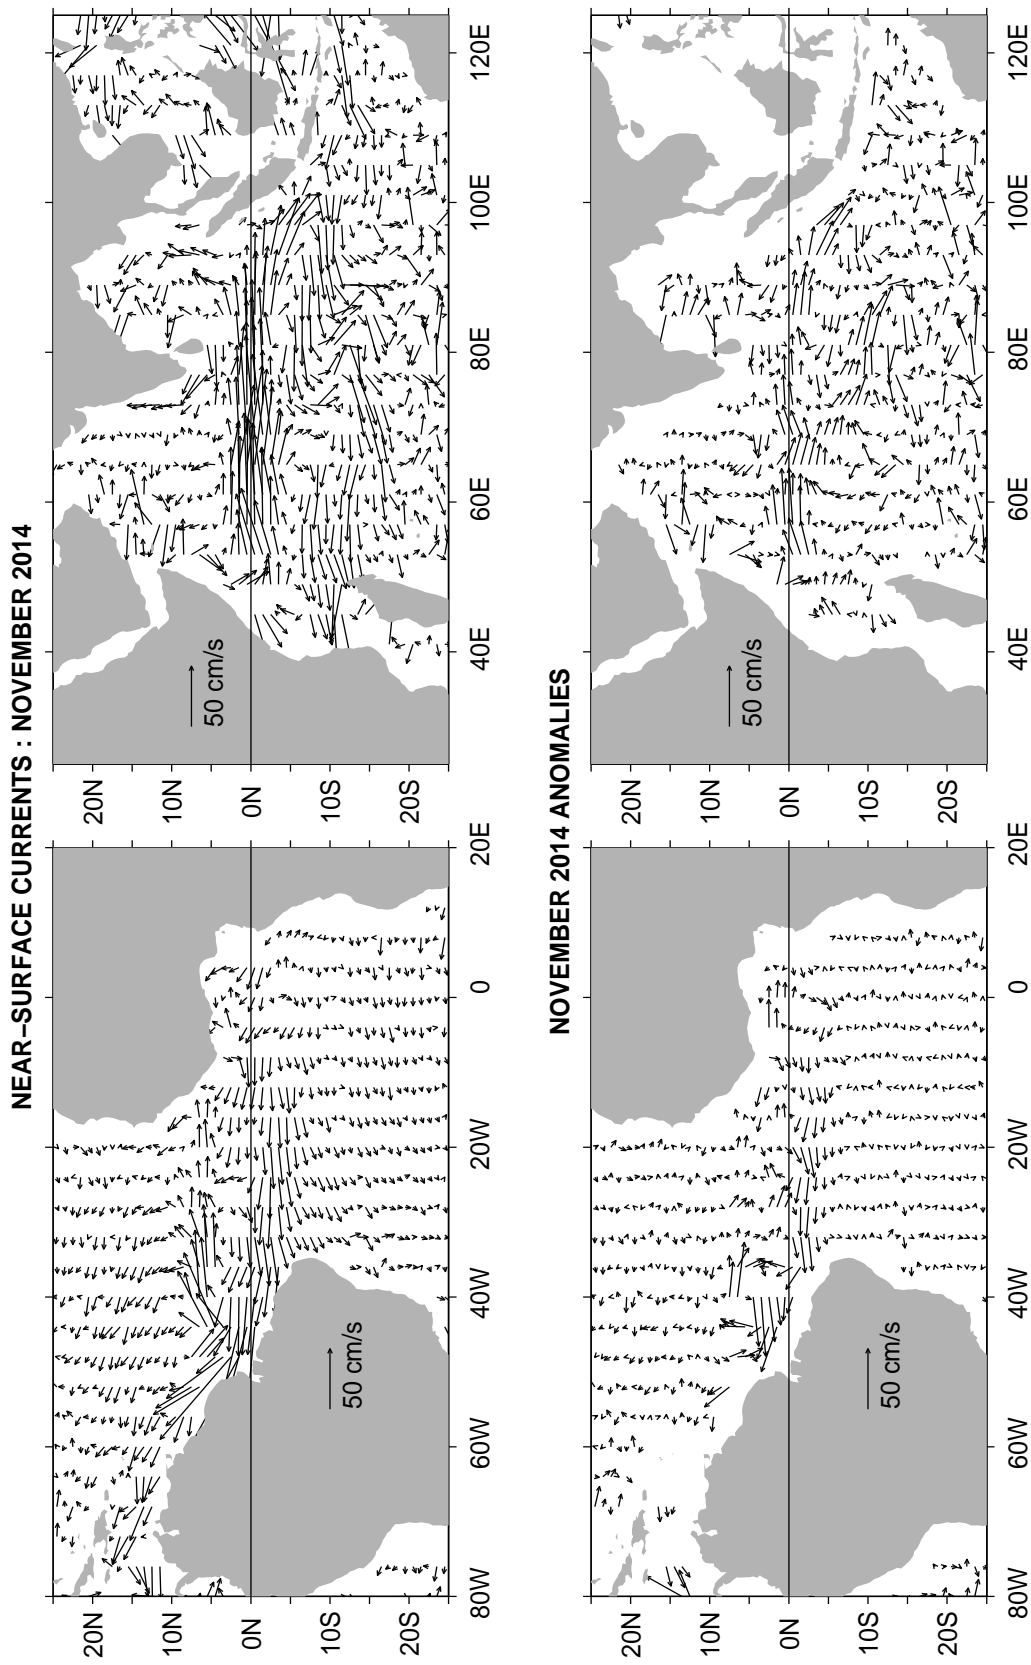 NEAR–SURFACE CURRENTS : NOVEMBER 2014
20N
10N
0N
10S
20S
50 cm/s
80W
60W
40W
20W
0
20E
20N
10N
0N
10S
20S
50 cm/s
40E
60E
80E
100E
120E
NOVEMBER 2014 ANOMALIES
20N
10N
0N
10S
20S
50 cm/s
80W
60W
40W
20W
0
20E
20N
10N
0N
10S
20S
50 cm/s
40E
60E
80E
100E
120E